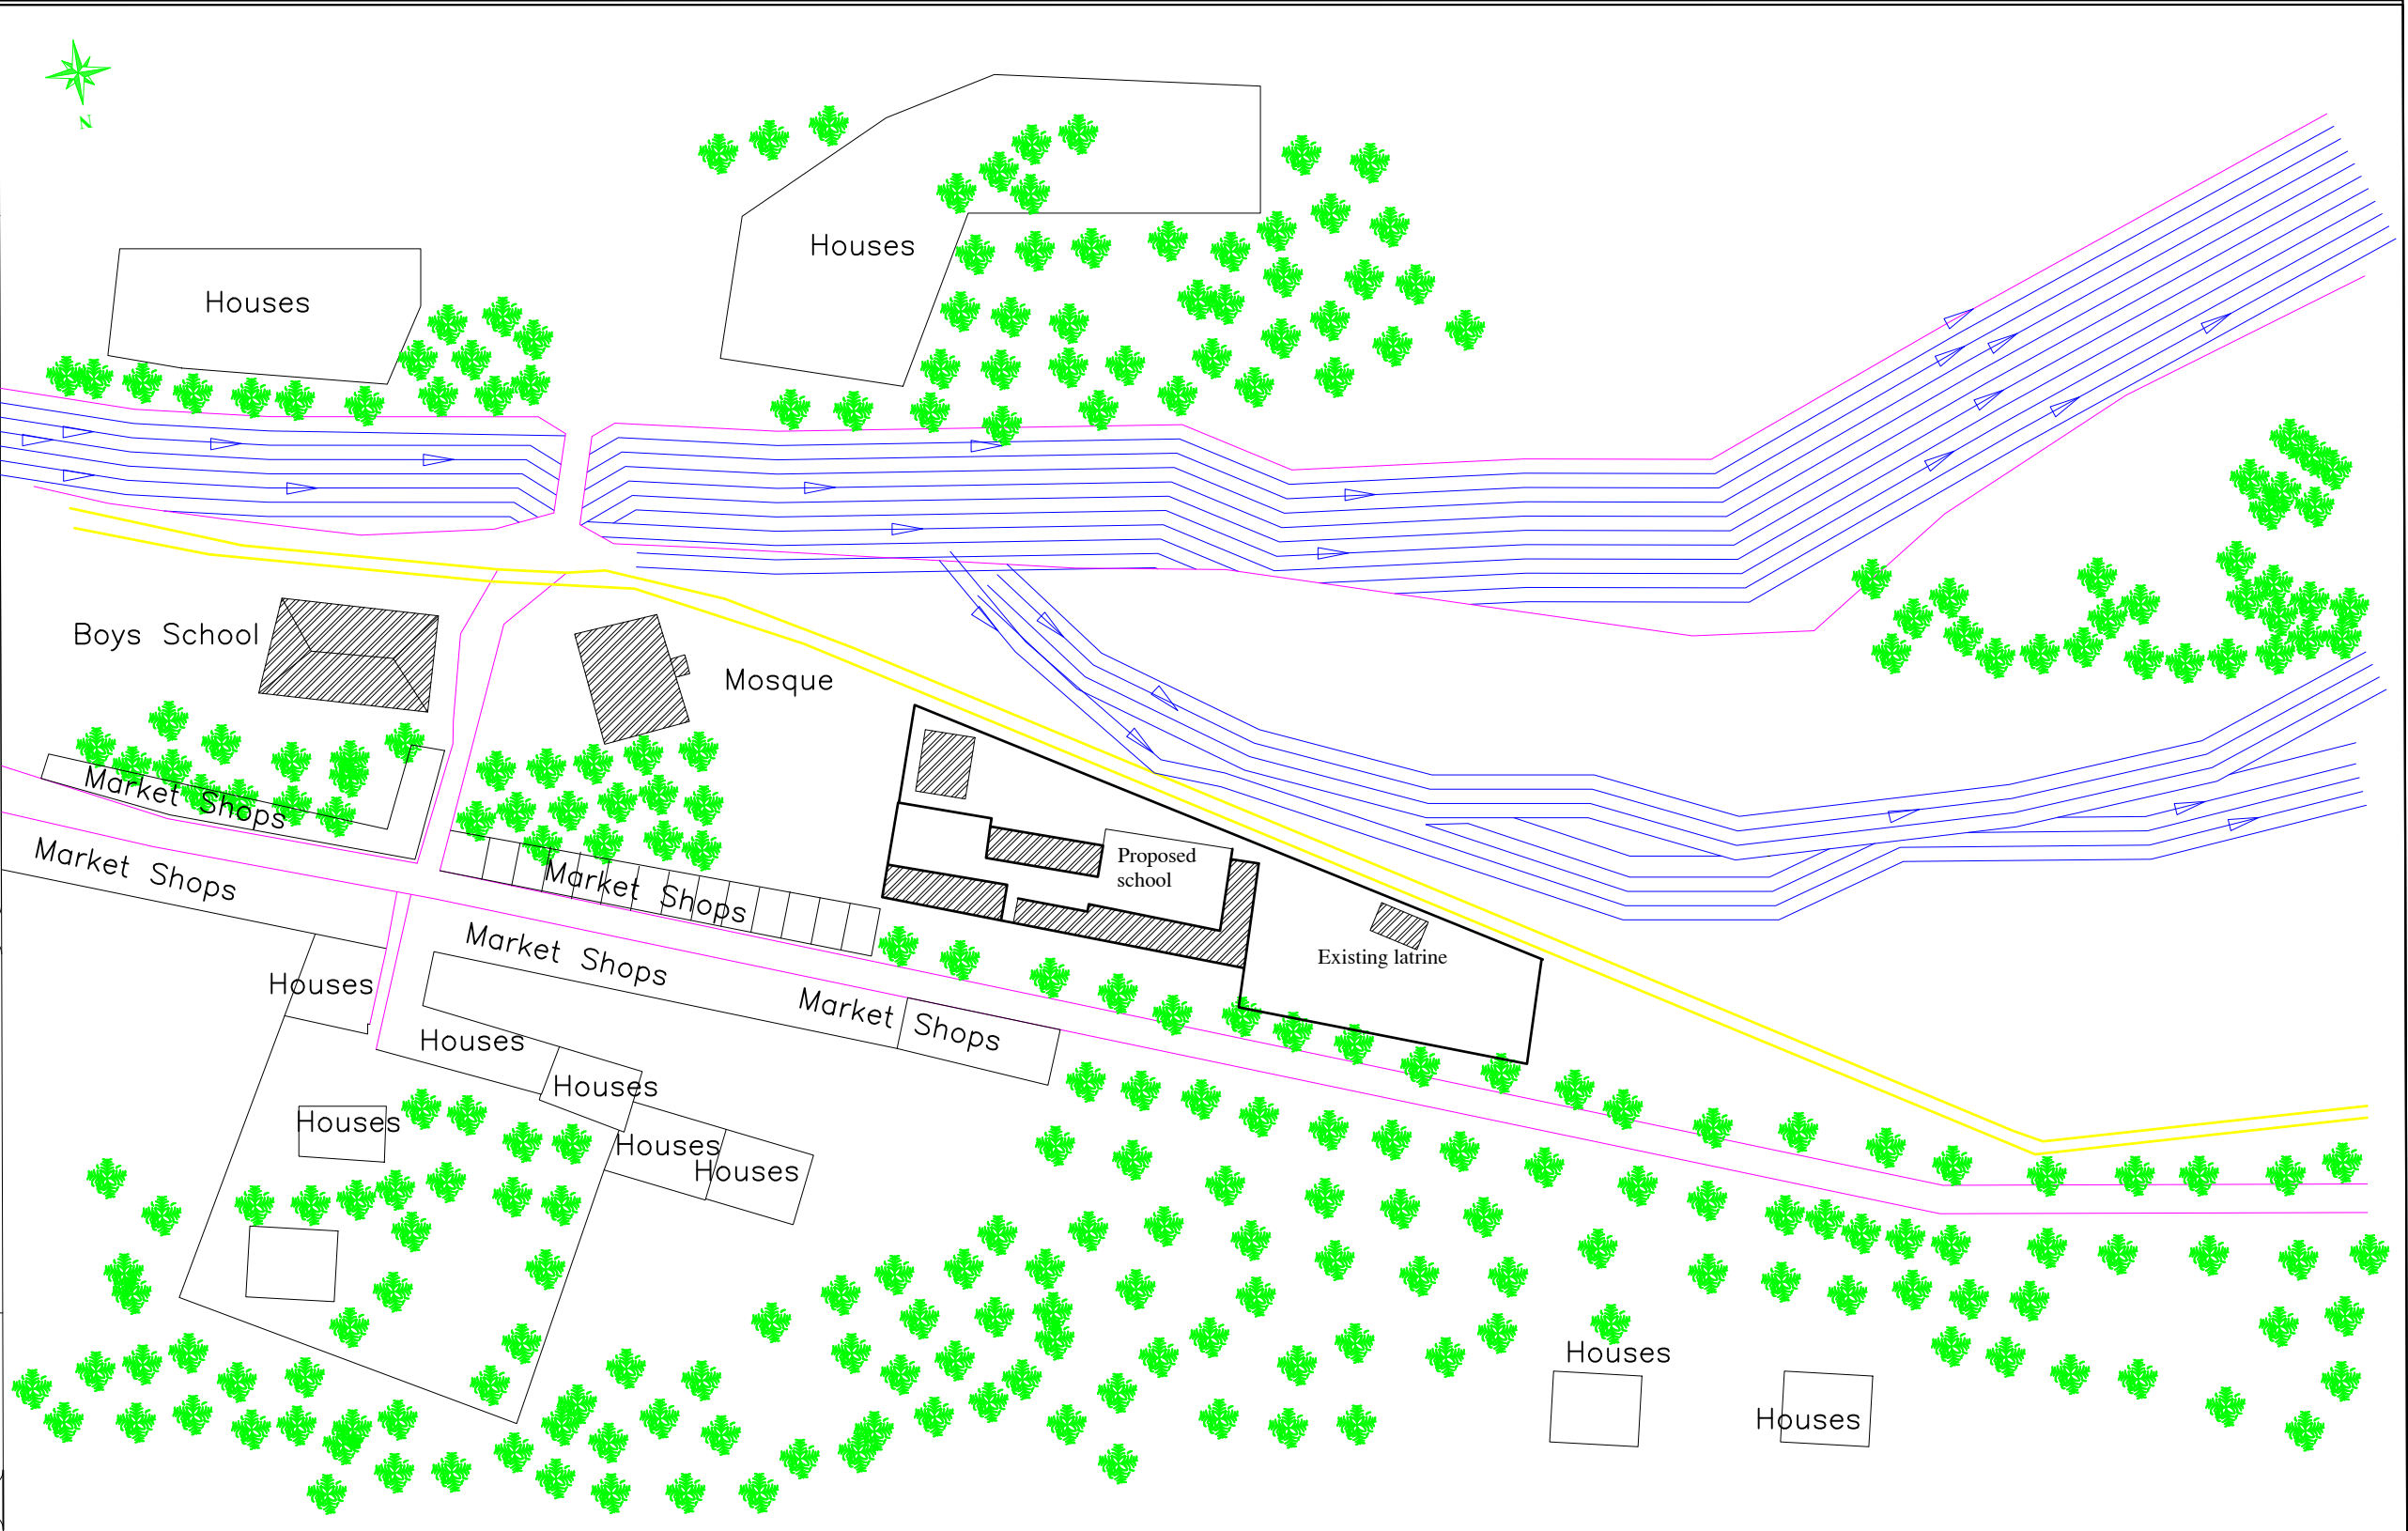 N
Houses
Houses
Boys School
Mosque
Market Shops
Market Shops
Market Shops
Proposed
school
Market Shops
Existing latrine
Houses
Market Shops
Houses
Houses
Houses
Houses
Houses
Houses
Houses